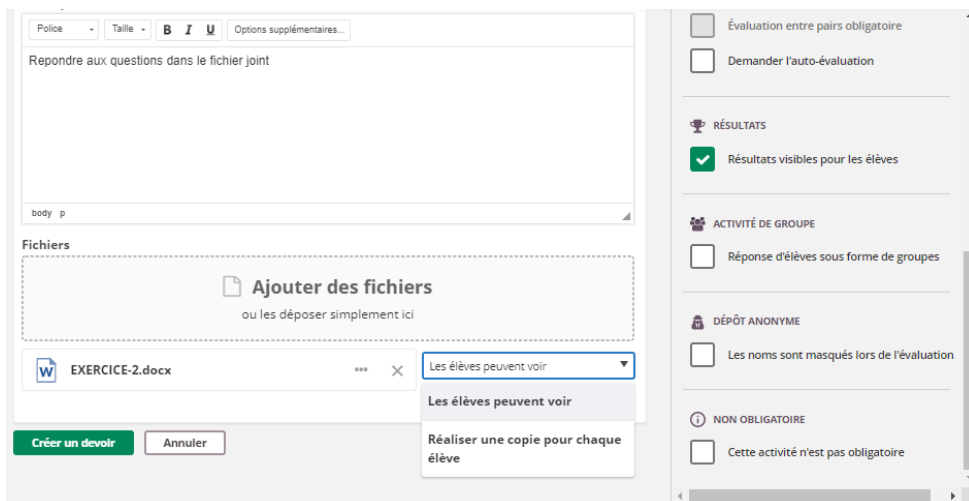 Police
Taille
B I U
Options supplémentaires...
Repondre aux questions dans le fichier joint
body p
Fichiers
Ajouter des fichiers
ou les déposer simplement ici
W
EXERCICE-2.docx
Les élèves peuvent voir
Les élèves peuvent voir
Réaliser une copie pour chaque
élève
Créer un devoir
Annuler
Évaluation entre pairs obligatoire
Demander l'auto-évaluation
RÉSULTATS
Résultats visibles pour les élèves
ACTIVITÉ DE GROUPE
Réponse d'élèves sous forme de groupes
DÉPÔT ANONYME
Les noms sont masqués lors de l'évaluation
NON OBLIGATOIRE
Cette activité n'est pas obligatoire